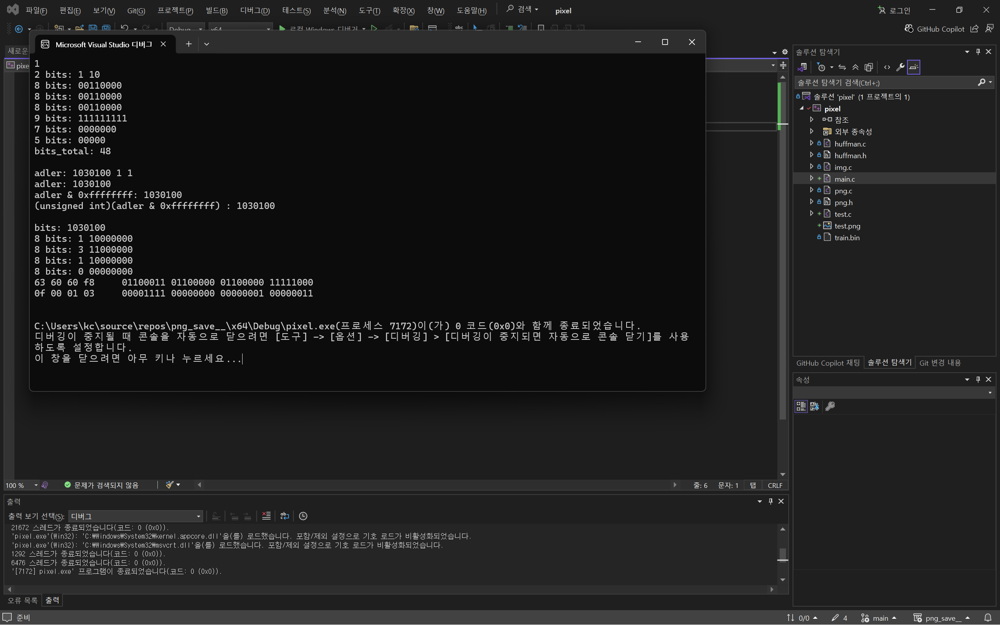 파일(F) 편집(E) 보기(V) Git(G) 프로젝트(P) 빌드(B) 디버그(D) 테스트(S) 분석(N) 도구(T) 확장(X) 창(W) 도움말(H) 검색 pixel 로그인
Debug x64 로컬 Windows 디버거 GitHub Copilot
Microsoft Visual Studio 디버그
새로운
pixe
1
2 bits: 1 10
8 bits: 00110000
8 bits: 00110000
8 bits: 00110000
9 bits: 111111111
7 bits: 0000000
5 bits: 00000
bits_total: 48
adler: 1030100 1 1
adler: 1030100
adler & 0xffffffff: 1030100
(unsigned int)(adler & 0xffffffff) : 1030100
bits: 1030100
8 bits: 1 10000000
8 bits: 3 11000000
8 bits: 1 10000000
8 bits: 0 00000000
63 60 60 f8     01100011 01100000 01100000 11111000
0f 00 01 03     00001111 00000000 00000001 00000011
C:\Users\kc\source\repos\png_save__\x64\Debug\pixel.exe(프로세스 7172)이(가) 0 코드(0x0)와 함께 종료되었습니다.
디버깅이 중지될 때 콘솔을 자동으로 닫으려면 [도구] -> [옵션] -> [디버깅] > [디버깅이 중지되면 자동으로 콘솔 닫기]를 사용
하도록 설정합니다.
이 창을 닫으려면 아무 키나 누르세요...
솔루션 탐색기
솔루션 탐색기 검색(Ctrl+;)
솔루션 'pixel' (1 프로젝트의 1)
pixel
참조
외부 종속성
huffman.c
huffman.h
img.c
main.c
png.c
png.h
test.c
test.png
train.bin
GitHub Copilot 채팅 솔루션 탐색기 Git 변경 내용
속성
100 % 문제가 검색되지 않음 줄: 6 문자: 1 탭 CRLF
출력
출력 보기 선택(S): 디버그
21672 스레드가 종료되었습니다(코드: 0 (0x0)).
'pixel.exe'(Win32): 'C:₩Windows₩System32₩kernel.appcore.dll'을(를) 로드했습니다. 포함/제외 설정으로 기호 로드가 비활성화되었습니다.
'pixel.exe'(Win32): 'C:₩Windows₩System32₩msvcrt.dll'을(를) 로드했습니다. 포함/제외 설정으로 기호 로드가 비활성화되었습니다.
1292 스레드가 종료되었습니다(코드: 0 (0x0)).
6476 스레드가 종료되었습니다(코드: 0 (0x0)).
'[7172] pixel.exe' 프로그램이 종료되었습니다(코드: 0 (0x0)).
오류 목록 출력
준비 0/0 4 main png_save__